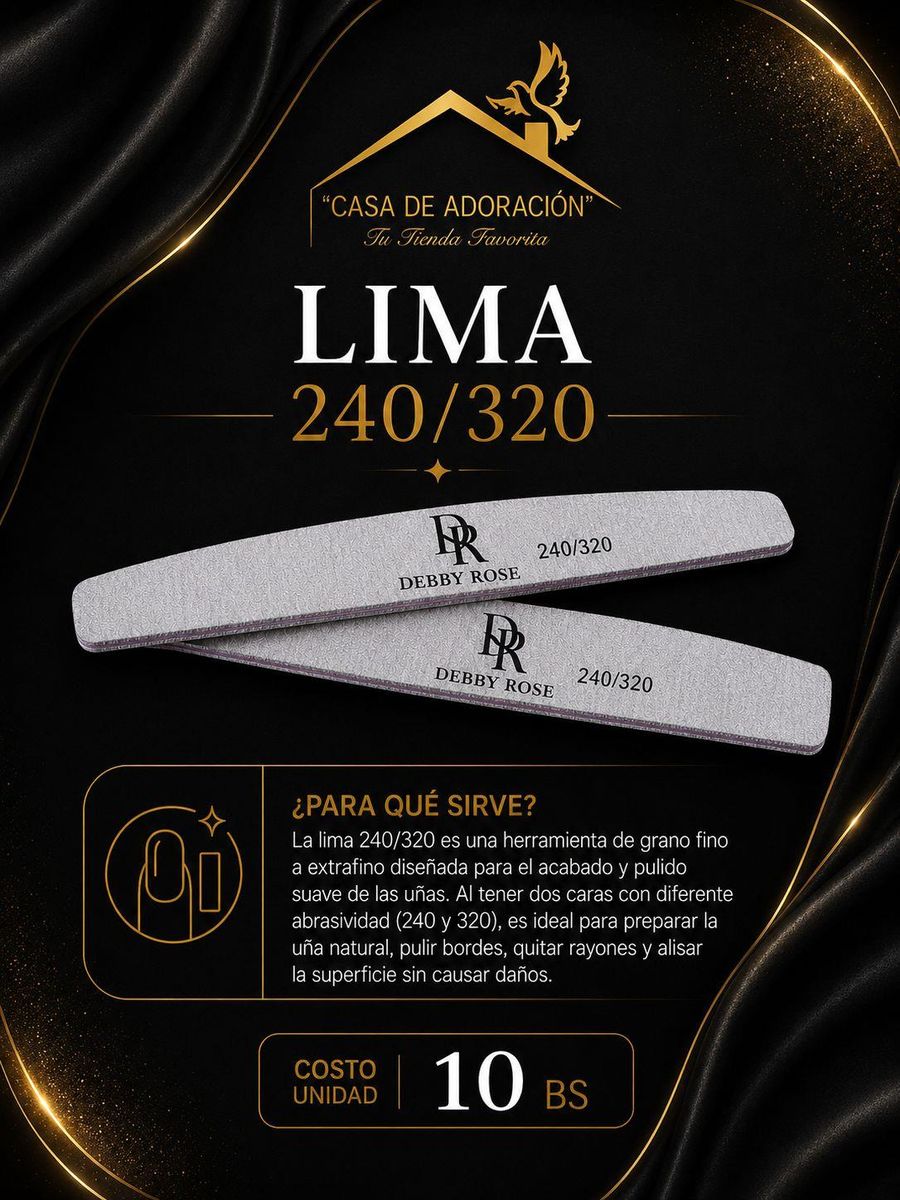 "CASA DE ADORACIÓN"
Tu Tienda Favorita
LIMA
240/320
DR
DEBBY ROSE
240/320
DR
DEBBY ROSE
240/320
¿PARA QUÉ SIRVE?
La lima 240/320 es una herramienta de grano fino
a extrafino diseñada para el acabado y pulido
suave de las uñas. Al tener dos caras con diferente
abrasividad (240 y 320), es ideal para preparar la
uña natural, pulir bordes, quitar rayones y alisar
la superficie sin causar daños.
COSTO
UNIDAD
10 BS